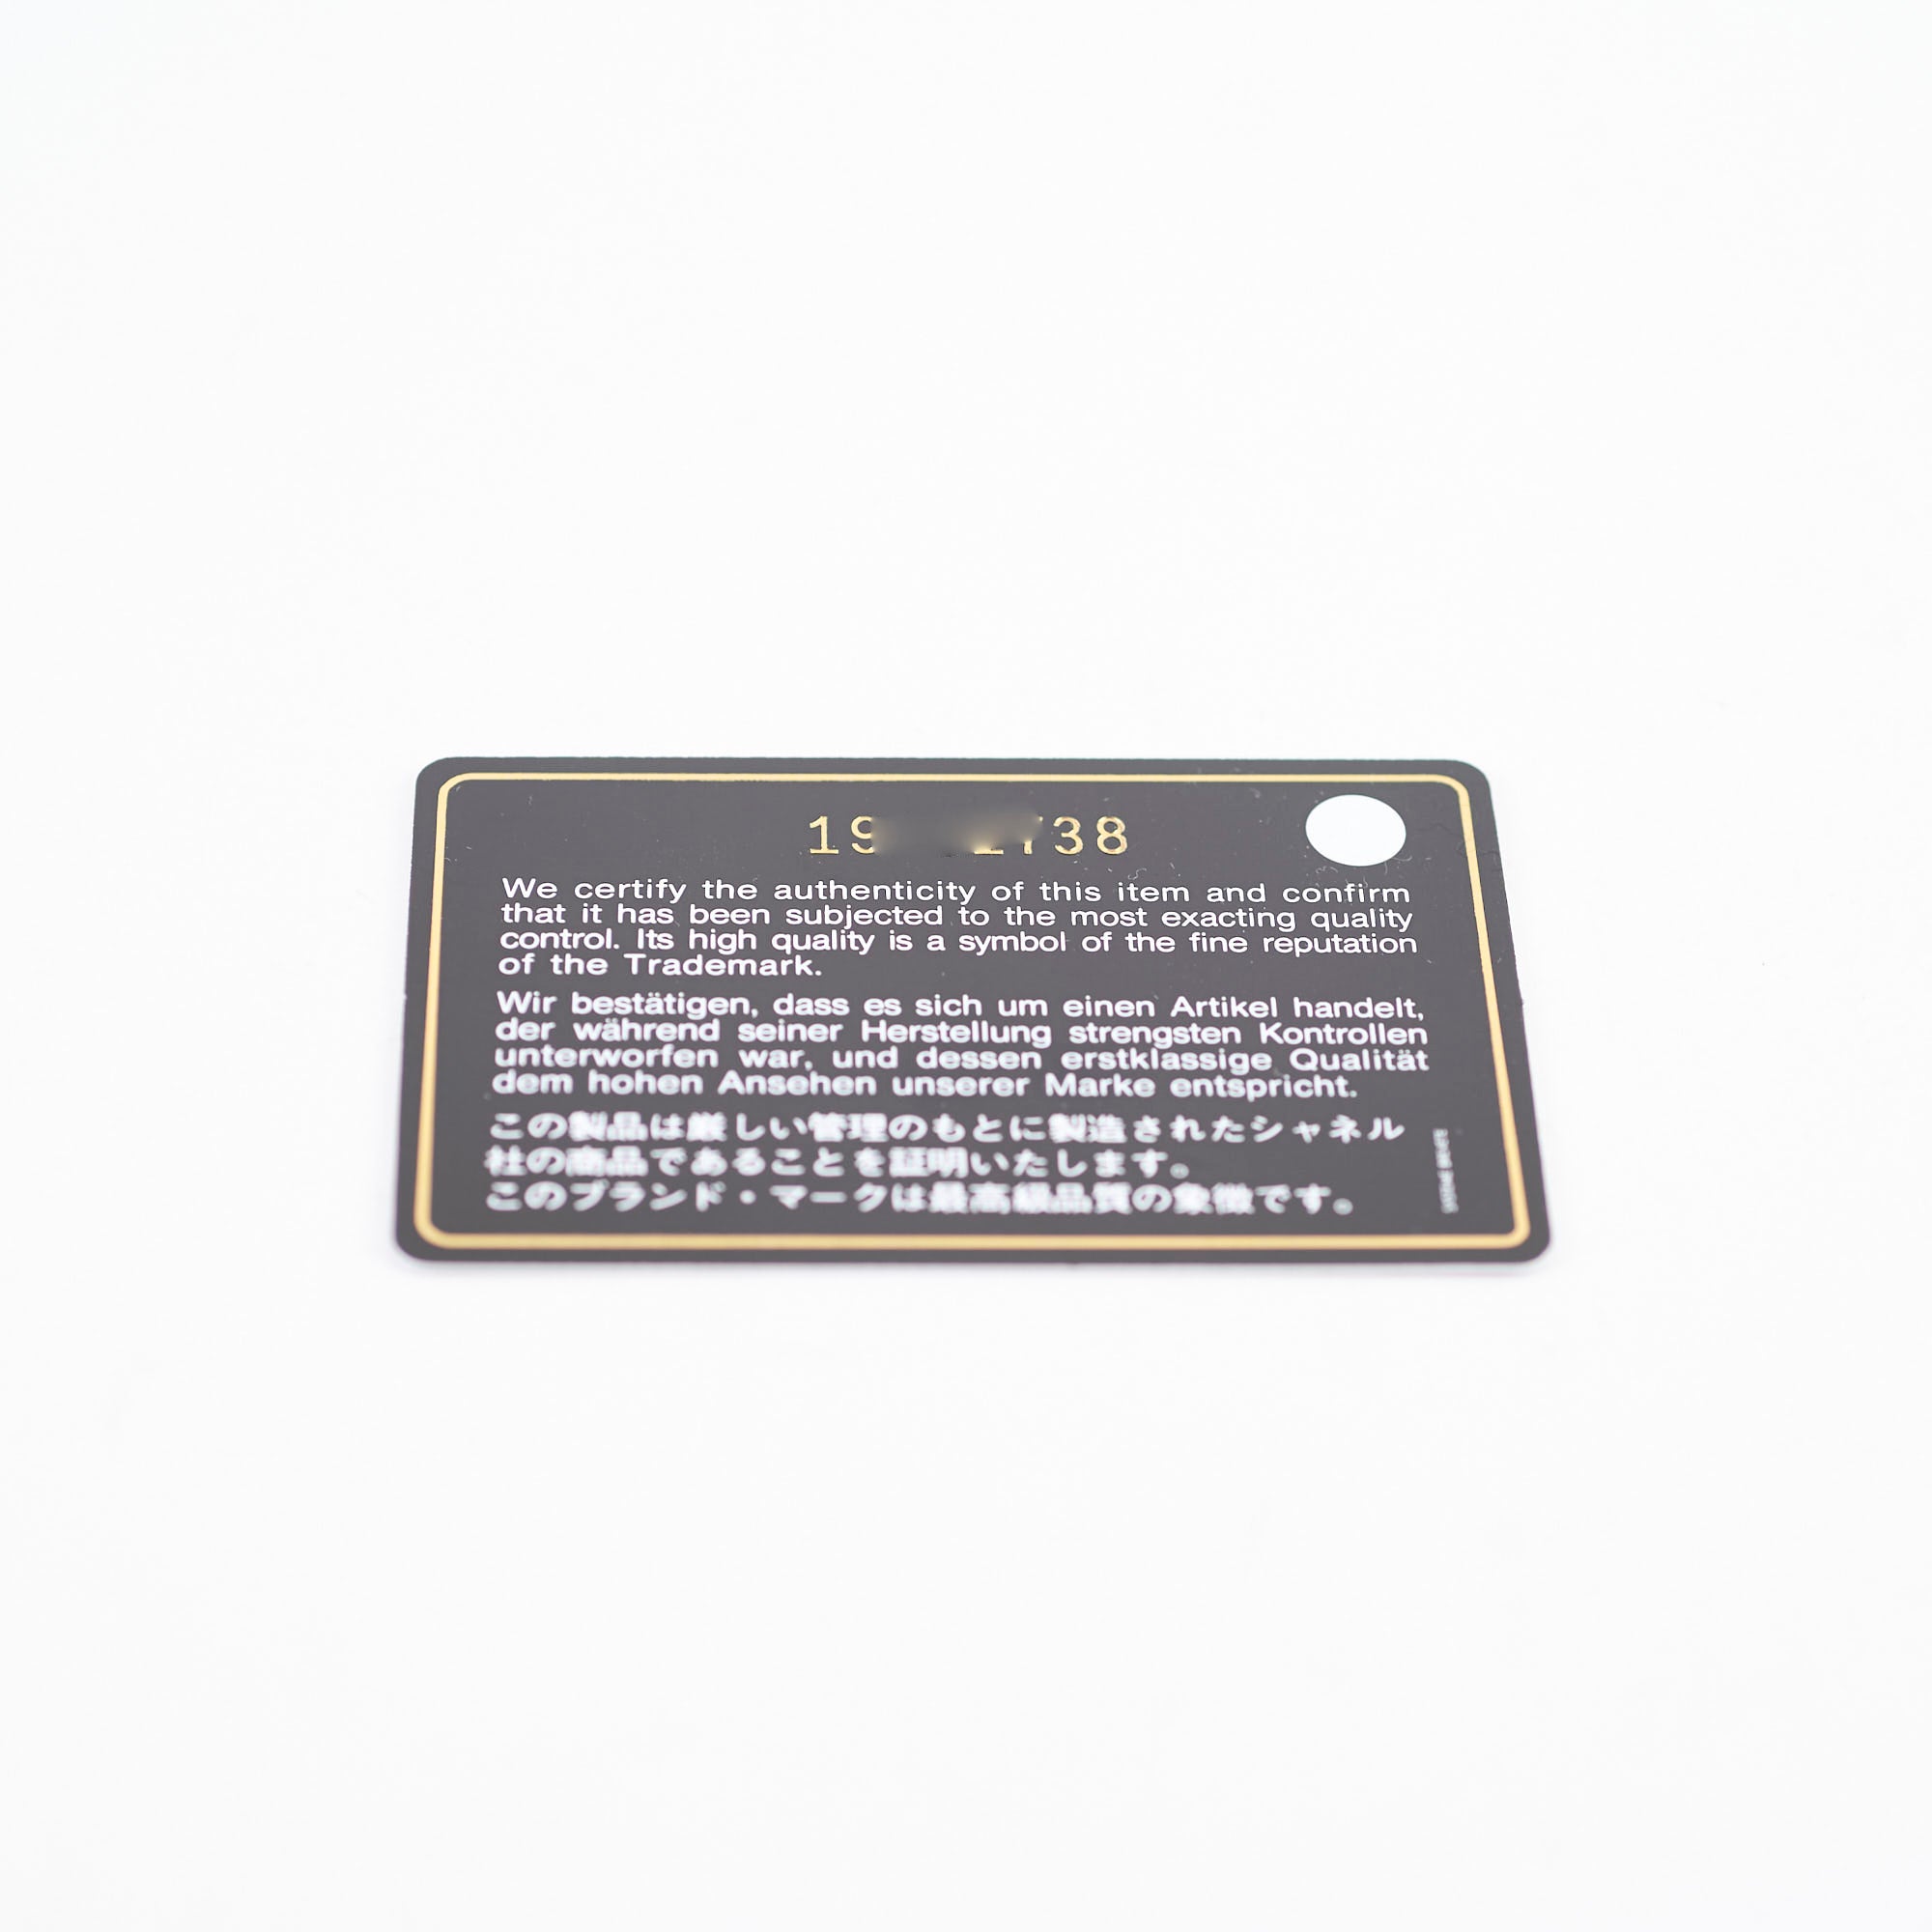 19 738
We certify the authenticity of this item and confirm
that it has been subjected to the most exacting quality
control. Its high quality is a symbol of the fine reputation
of the Trademark.
Wir bestätigen, dass es sich um einen Artikel handelt,
der während seiner Herstellung strengsten Kontrollen
unterworfen war, und dessen erstklassige Qualität
dem hohen Ansehen unserer Marke entspricht.
この製品は厳しい管理のもとに製造されたシャネル
社の商品であることを証明いたします。
このブランド・マークは最高級品質の象徴です。